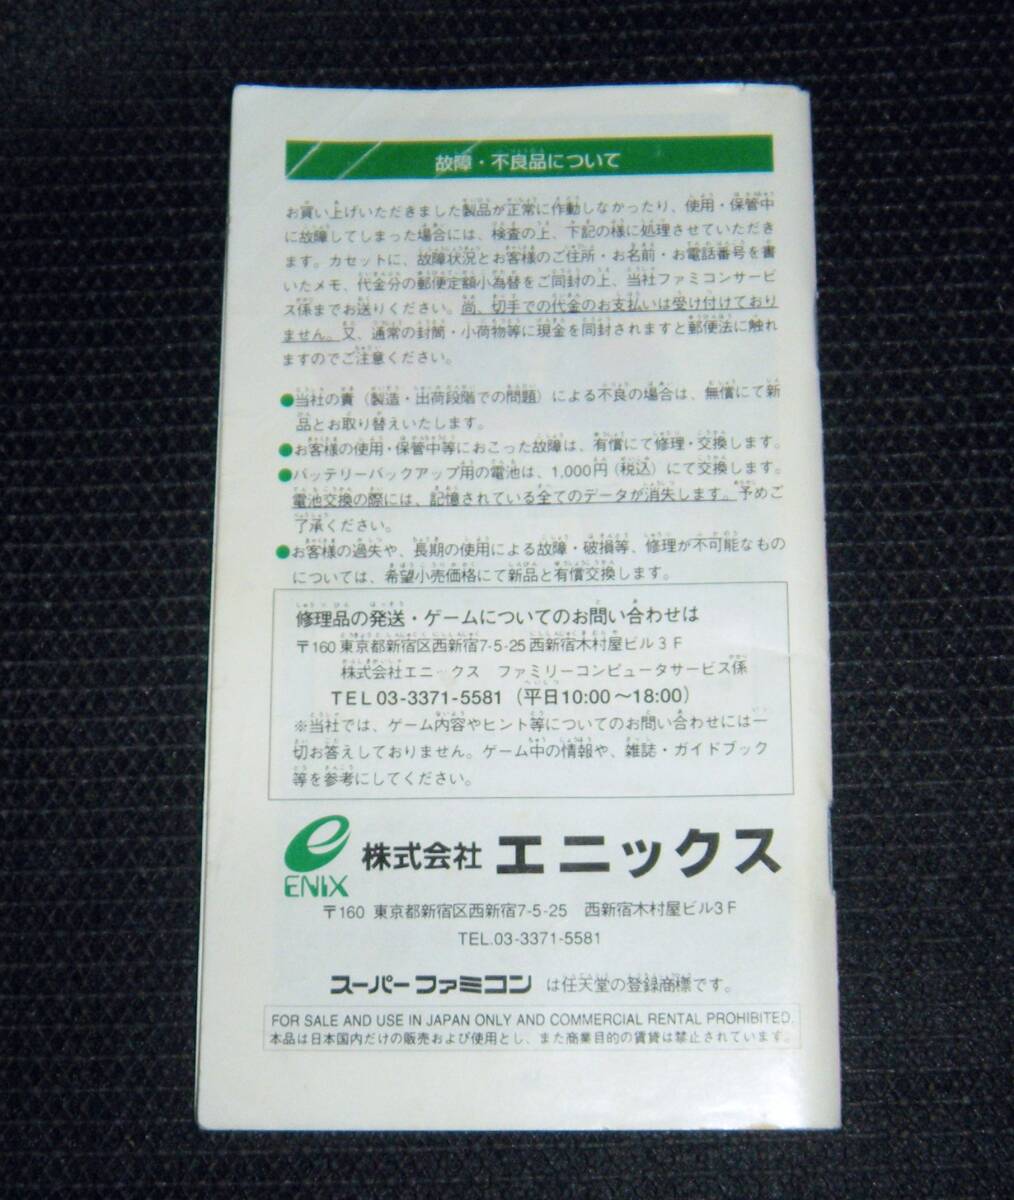 故障・不良品について
お買い上げいただきました製品が正常に作動しなかったり、使用・保管中
に故障してしまった場合には、検査の上、下記の様に処理させていただき
ます。カセットに、故障状況とお客様のご住所・お名前・お電話番号を書
いたメモ、代金分の郵便定額小為替をご同封の上、当社ファミコンサービ
ス係までお送りください。尚、切手での代金のお支払いは受け付けており
ません。又、通常の封筒・小荷物等に現金を同封されますと郵便法に触れ
ますのでご注意ください。
●当社の責（製造・出荷段階での問題）による不良の場合は、無償にて新
品とお取り替えいたします。
●お客様の使用・保管中等におこった故障は、有償にて修理・交換します。
●バッテリーバックアップ用の電池は、1,000円（税込）にて交換します。
電池交換の際には、記憶されている全てのデータが消失します。予めご
了承ください。
●お客様の過失や、長期の使用による故障・破損等、修理が不可能なもの
については、希望小売価格にて新品と有償交換します。
修理品の発送・ゲームについてのお問い合わせは
〒160 東京都新宿区西新宿7-5-25 西新宿木村屋ビル3F
株式会社エニックス ファミリーコンピュータサービス係
TEL 03-3371-5581（平日10:00〜18:00）
※当社では、ゲーム内容やヒント等についてのお問い合わせには一
切お答えしておりません。ゲーム中の情報や、雑誌・ガイドブック
等を参考にしてください。
ENIX 株式会社 エニックス
〒160 東京都新宿区西新宿7-5-25 西新宿木村屋ビル3F
TEL.03-3371-5581
スーパーファミコン は任天堂の登録商標です。
FOR SALE AND USE IN JAPAN ONLY AND COMMERCIAL RENTAL PROHIBITED.
本品は日本国内だけの販売および使用とし、また商業目的の賃貸は禁止されています。